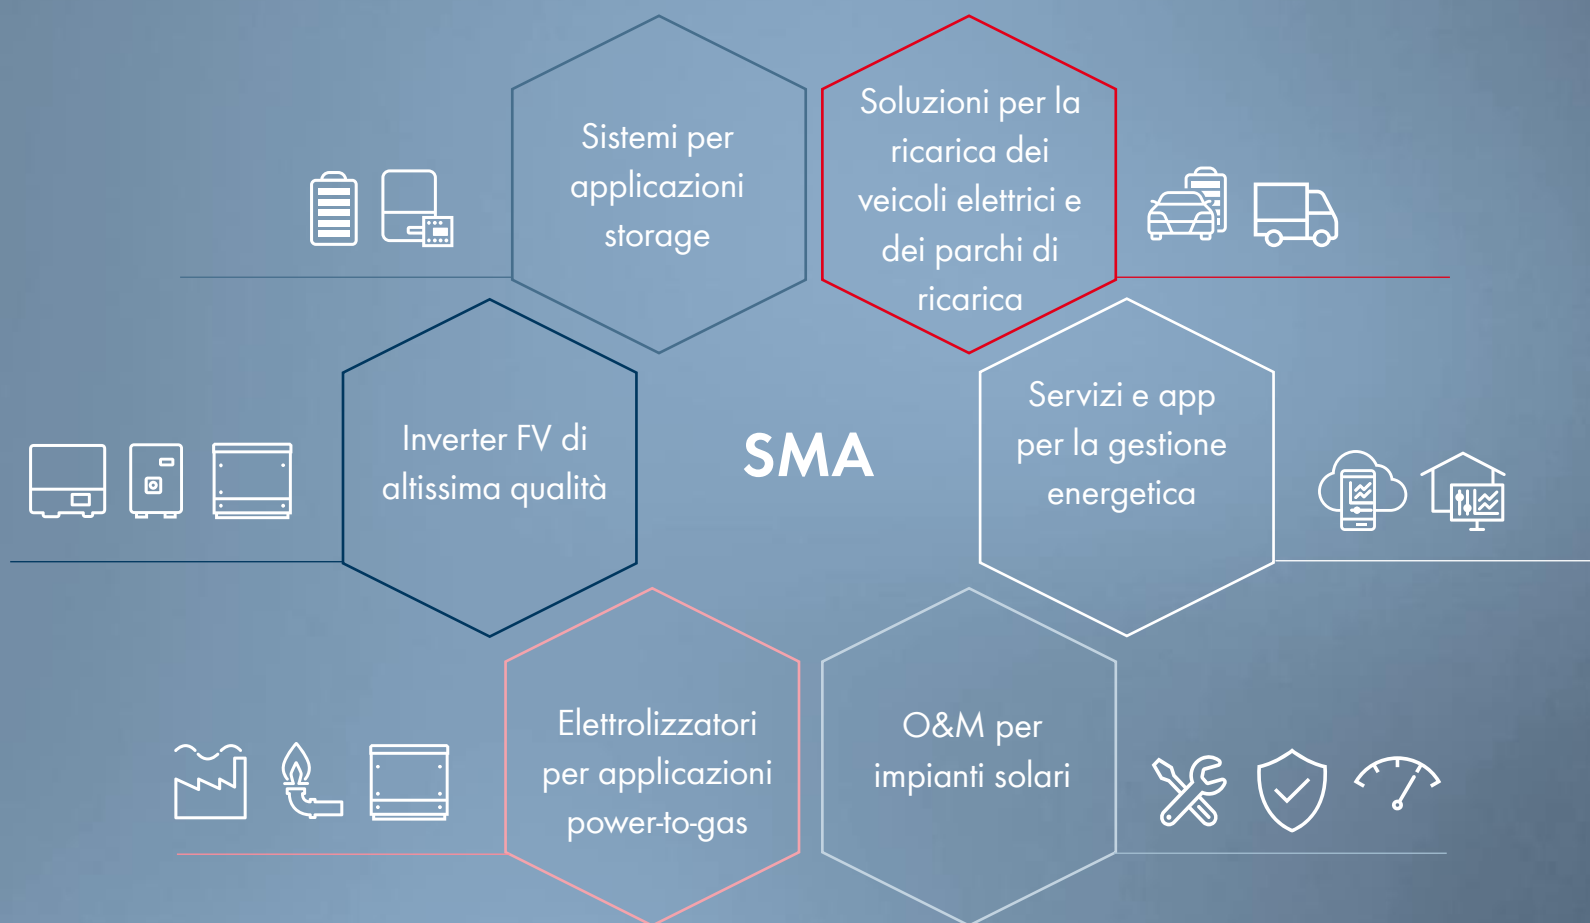 Sistemi per
applicazioni
storage
Soluzioni per la
ricarica dei
veicoli elettrici e
dei parchi di
ricarica
Inverter FV di
altissima qualità
SMA
Servizi e app
per la gestione
energetica
Elettrolizzatori
per applicazioni
power-to-gas
O&M per
impianti solari